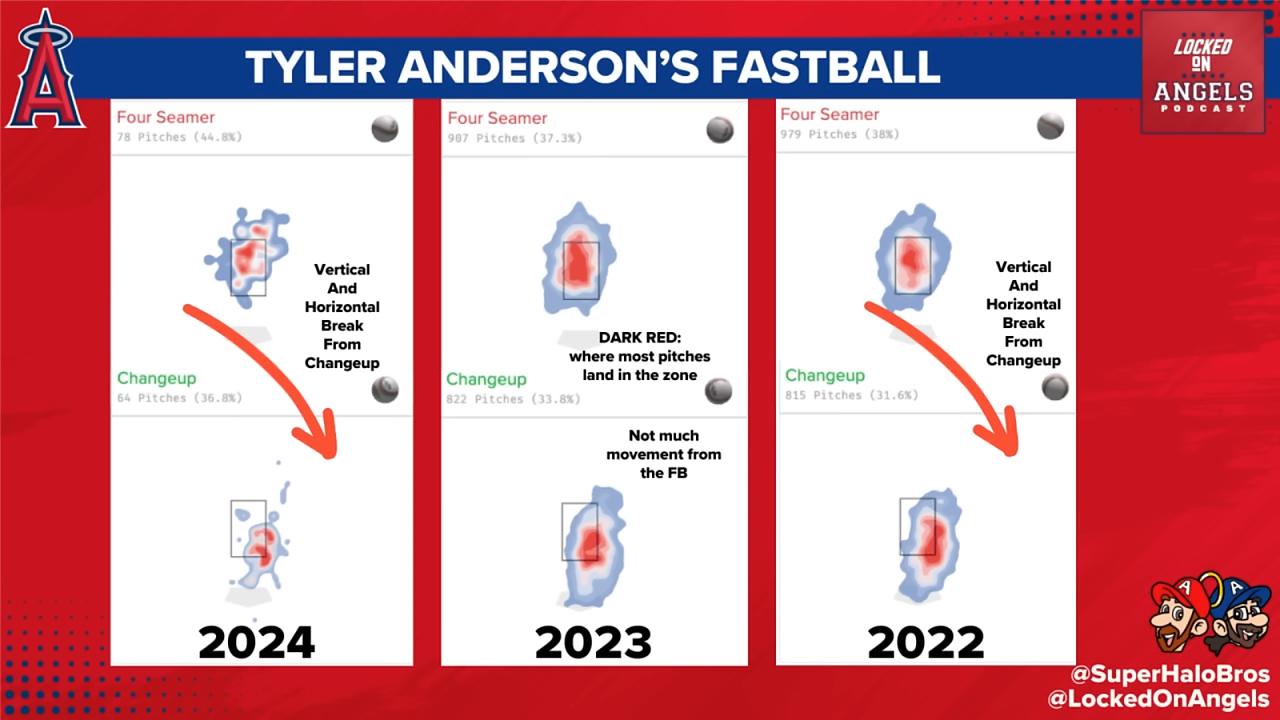 TYLER ANDERSON'S FASTBALL
LOCKED
ON
ANGELS
PODCAST
Four Seamer
78 Pitches (44.8%)
Vertical
And
Horizontal
Break
From
Changeup
Changeup
64 Pitches (36.8%)
2024
Four Seamer
907 Pitches (37.3%)
DARK RED:
where most pitches
land in the zone
Changeup
822 Pitches (33.8%)
Not much
movement from
the FB
2023
Four Seamer
979 Pitches (38%)
Vertical
And
Horizontal
Break
From
Changeup
Changeup
815 Pitches (31.6%)
2022
A
A
A
@SuperHaloBros
@LockedOnAngels